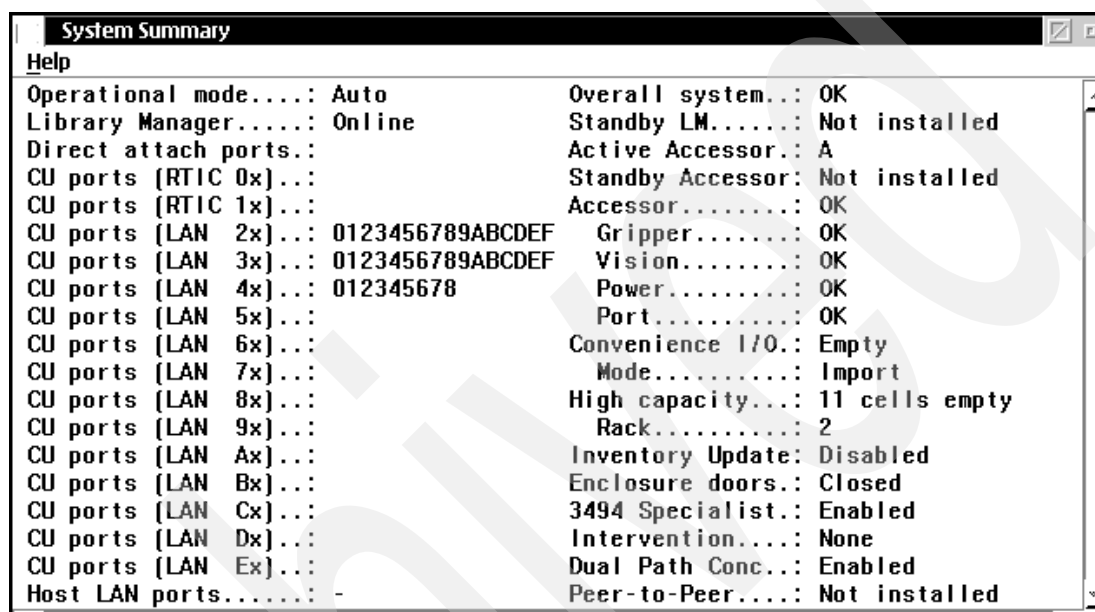 System Summary
Help
Operational mode....: Auto Overall system..: OK
Library Manager.....: Online Standby LM......: Not installed
Direct attach ports.: Active Accessor.: A
CU ports (RTIC 0x)..: Standby Accessor: Not installed
CU ports (RTIC 1x)..: Accessor........: OK
CU ports (LAN  2x)..: 0123456789ABCDEF Gripper.......: OK
CU ports (LAN  3x)..: 0123456789ABCDEF Vision........: OK
CU ports (LAN  4x)..: 012345678 Power.........: OK
CU ports (LAN  5x)..: Port..........: OK
CU ports (LAN  6x)..: Convenience I/O.: Empty
CU ports (LAN  7x)..: Mode..........: Import
CU ports (LAN  8x)..: High capacity...: 11 cells empty
CU ports (LAN  9x)..: Rack..........: 2
CU ports (LAN  Ax)..: Inventory Update: Disabled
CU ports (LAN  Bx)..: Enclosure doors.: Closed
CU ports (LAN  Cx)..: 3494 Specialist.: Enabled
CU ports (LAN  Dx)..: Intervention....: None
CU ports (LAN  Ex)..: Dual Path Conc..: Enabled
Host LAN ports......: - Peer-to-Peer....: Not installed